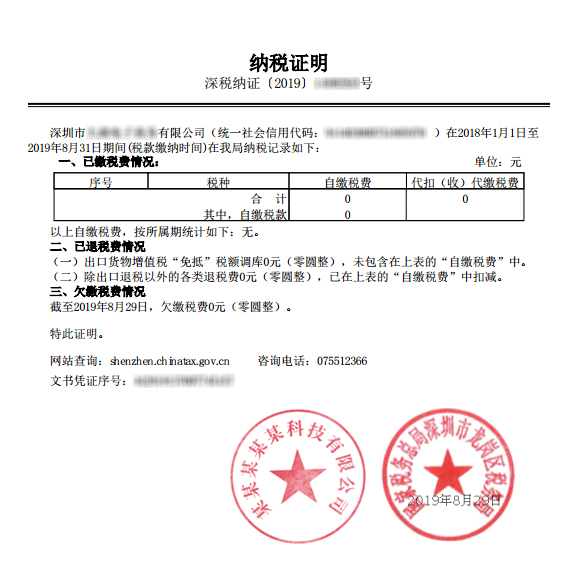 纳税证明
深税纳证〔2019〕号
深圳市有限公司（统一社会信用代码：）在2018年1月1日至
2019年8月31日期间(税款缴纳时间)在我局纳税记录如下：
一、已缴税费情况：
单位：元
序号 税种 自缴税费 代扣（收）代缴税费
合 计 0 0
其中，自缴税款 0
以上自缴税费，按所属期统计如下：无。
二、已退税费情况
（一）出口货物增值税“免抵”税额调库0元（零圆整），未包含在上表的“自缴税费”中。
（二）除出口退税以外的各类退税费0元（零圆整），已在上表的“自缴税费”中扣减。
三、欠缴税费情况
截至2019年8月29日，欠缴税费0元（零圆整）。
特此证明。
网站查询：shenzhen.chinatax.gov.cn 咨询电话：075512366
文书凭证序号：
某某某某某科技有限公司
国家税务总局深圳市龙岗区税务局
2019年8月29日